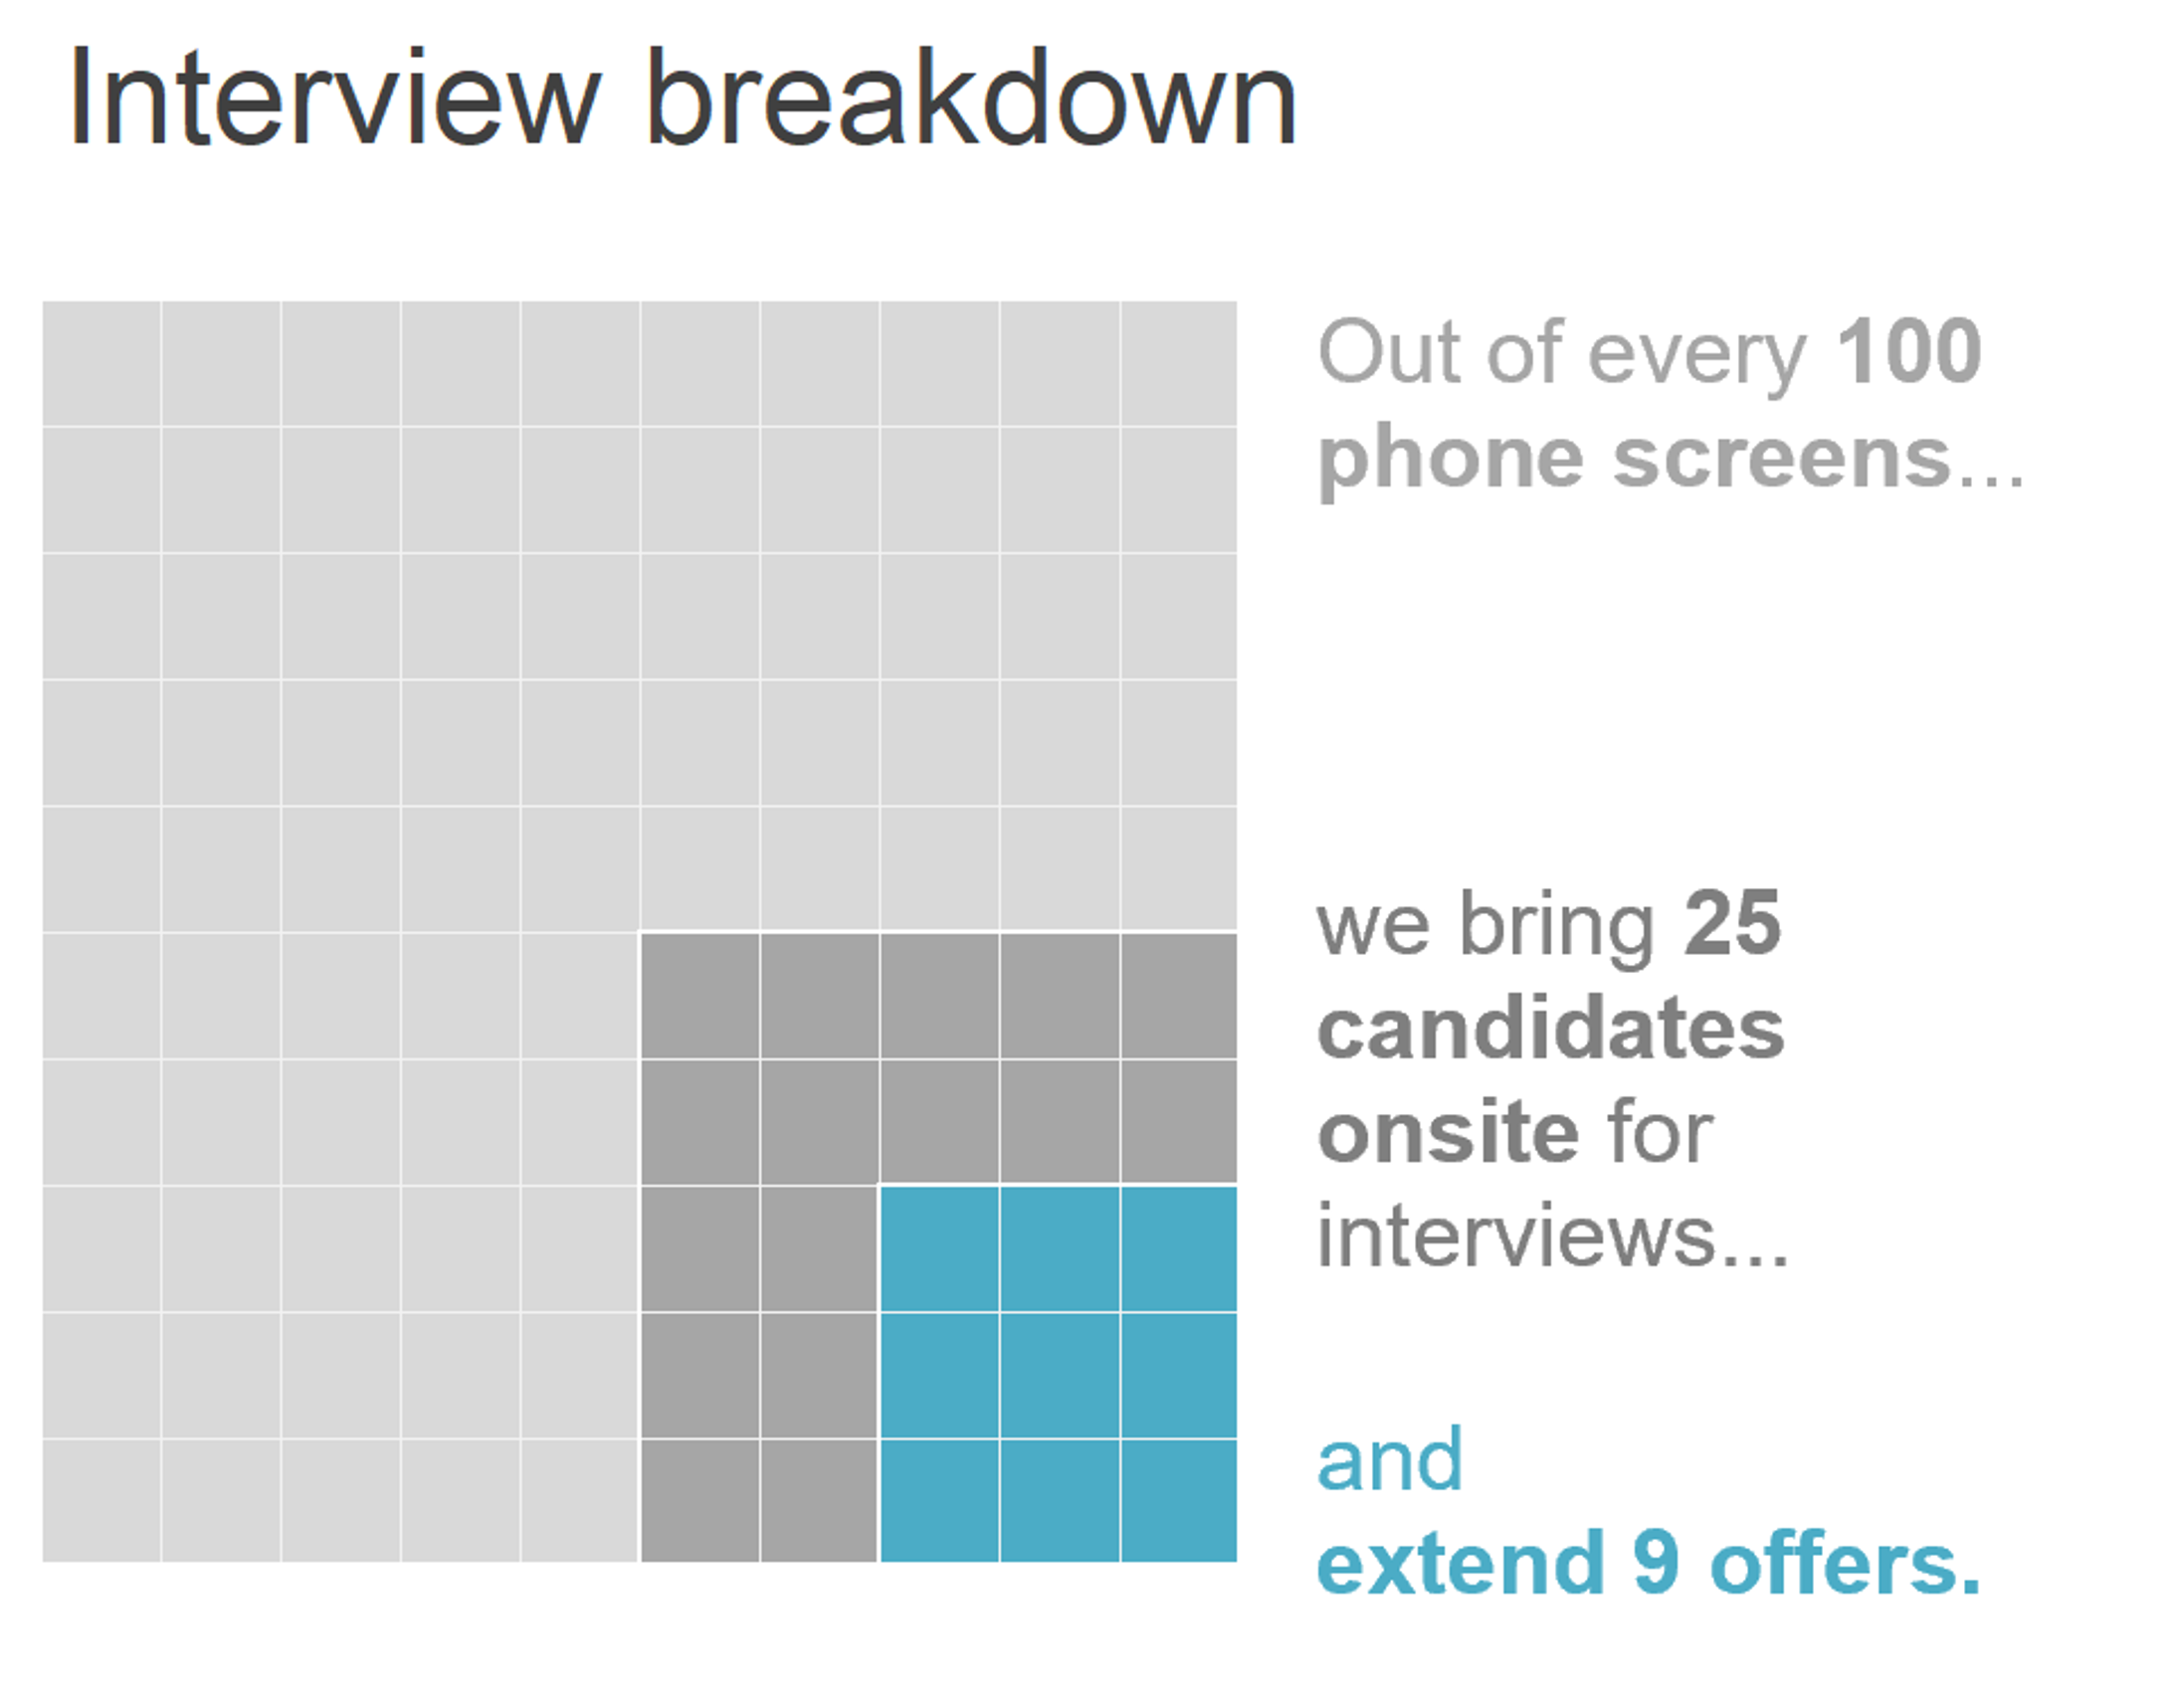 Interview breakdown
Out of every 100
phone screens...
we bring 25
candidates
onsite for
interviews...
and
extend 9 offers.